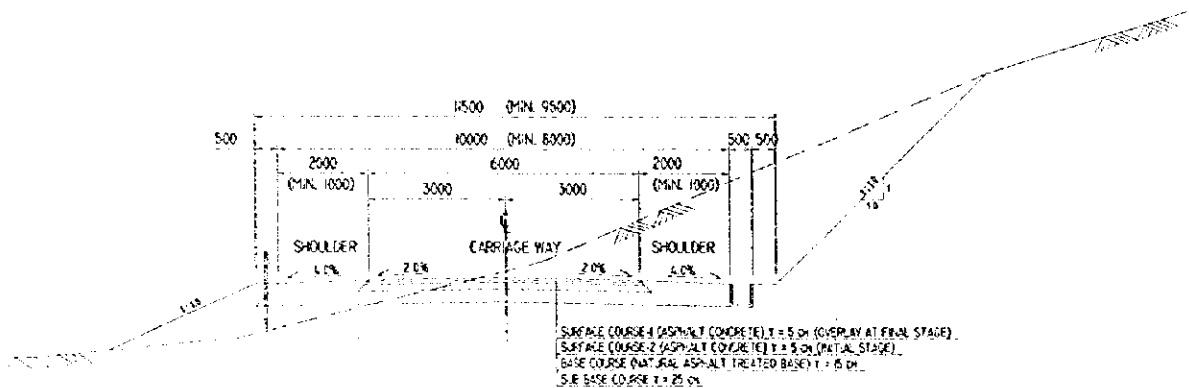 11500 (MIN. 9500)
500 10000 (MIN. 8000) 500 500
2000 6000 2000
(MIN. 1000) (MIN. 1000)
3000 3000
SHOULDER CARRIAGE WAY SHOULDER
4.0% 2.0% 2.0% 4.0%
SURFACE COURSE-1 (ASPHALT CONCRETE) T = 5 cm (OVERLAY AT FINAL STAGE)
SURFACE COURSE-2 (ASPHALT CONCRETE) T = 5 cm (INITIAL STAGE)
BASE COURSE (NATURAL ASPHALT TREATED BASE) T = 15 cm
SUB BASE COURSE T = 25 cm